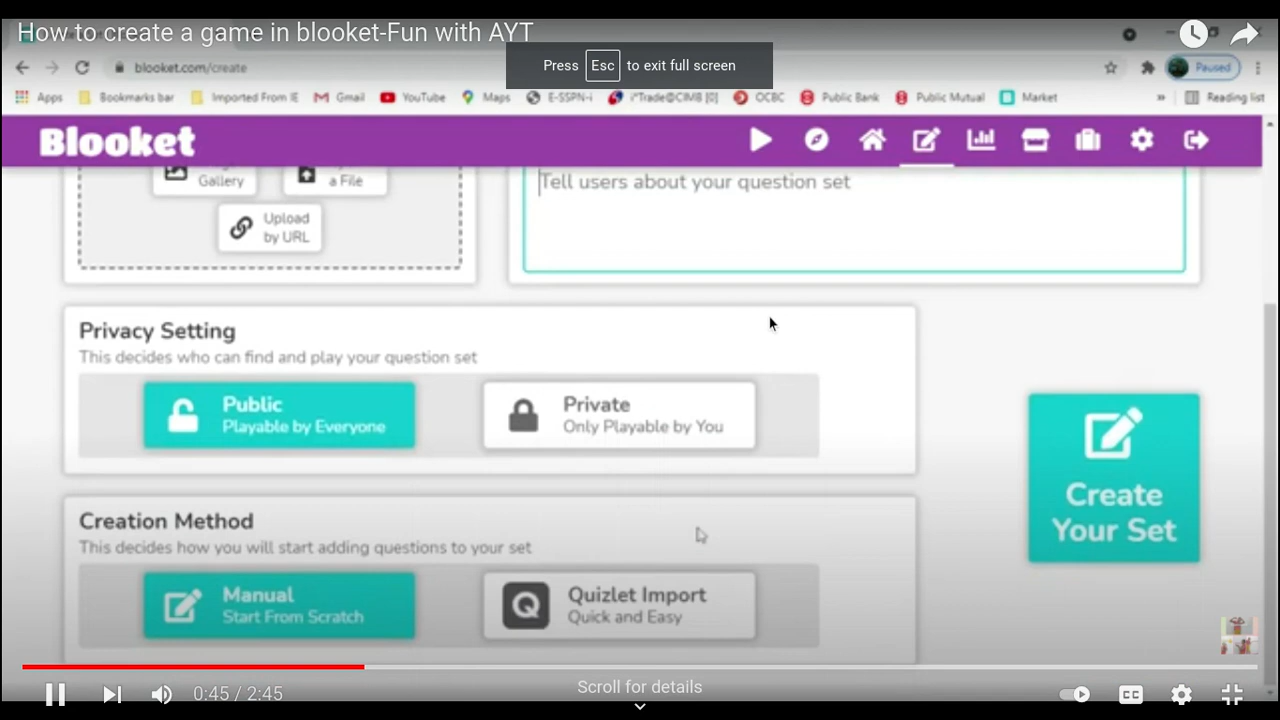 How to create a game in blooket-Fun with AYT
Press Esc to exit full screen
blooket.com/create
Paused
Apps Bookmarks bar Imported From IE Gmail YouTube Maps E-SSPN-i i*Trade@CIMB [0] OCBC Public Bank Public Mutual Market » Reading list
Blooket
Gallery
a File
Tell users about your question set
Upload
by URL
Privacy Setting
This decides who can find and play your question set
Public
Playable by Everyone
Private
Only Playable by You
Create
Your Set
Creation Method
This decides how you will start adding questions to your set
Manual
Start From Scratch
Quizlet Import
Quick and Easy
0:45 / 2:45
Scroll for details
CC